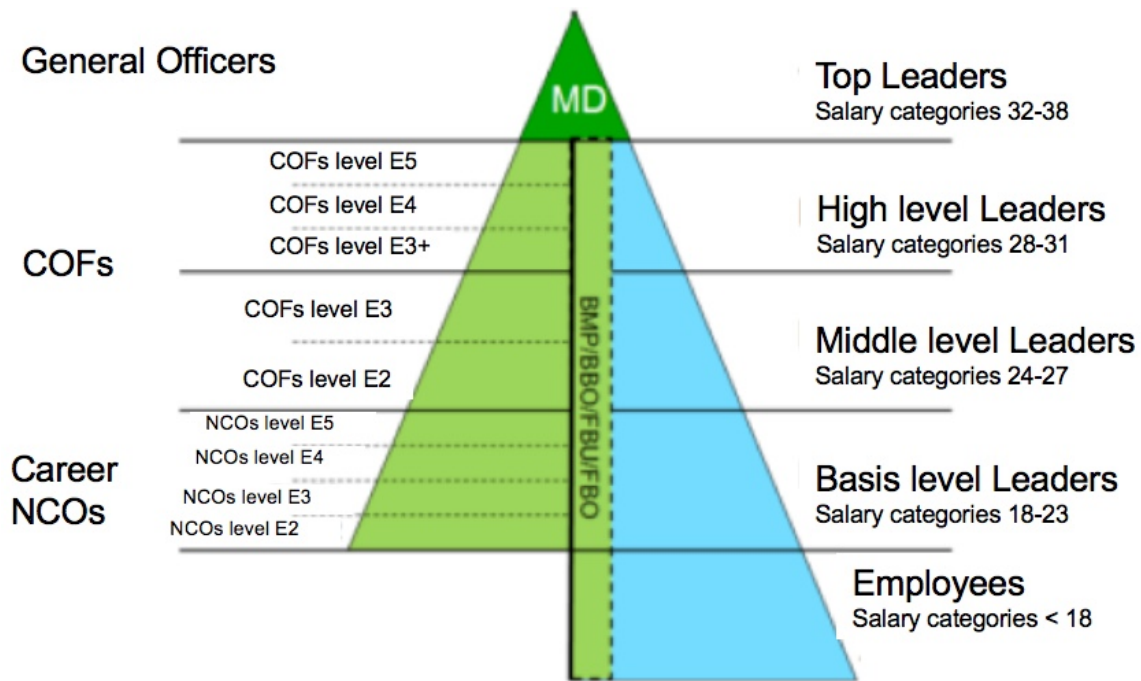 General Officers
MD
Top Leaders
Salary categories 32-38
COFs level E5
COFs level E4
COFs level E3+
High level Leaders
Salary categories 28-31
COFs
COFs level E3
COFs level E2
Middle level Leaders
Salary categories 24-27
BMP/BBO/FBU/FBO
NCOs level E5
NCOs level E4
NCOs level E3
NCOs level E2
Career
NCOs
Basis level Leaders
Salary categories 18-23
Employees
Salary categories < 18